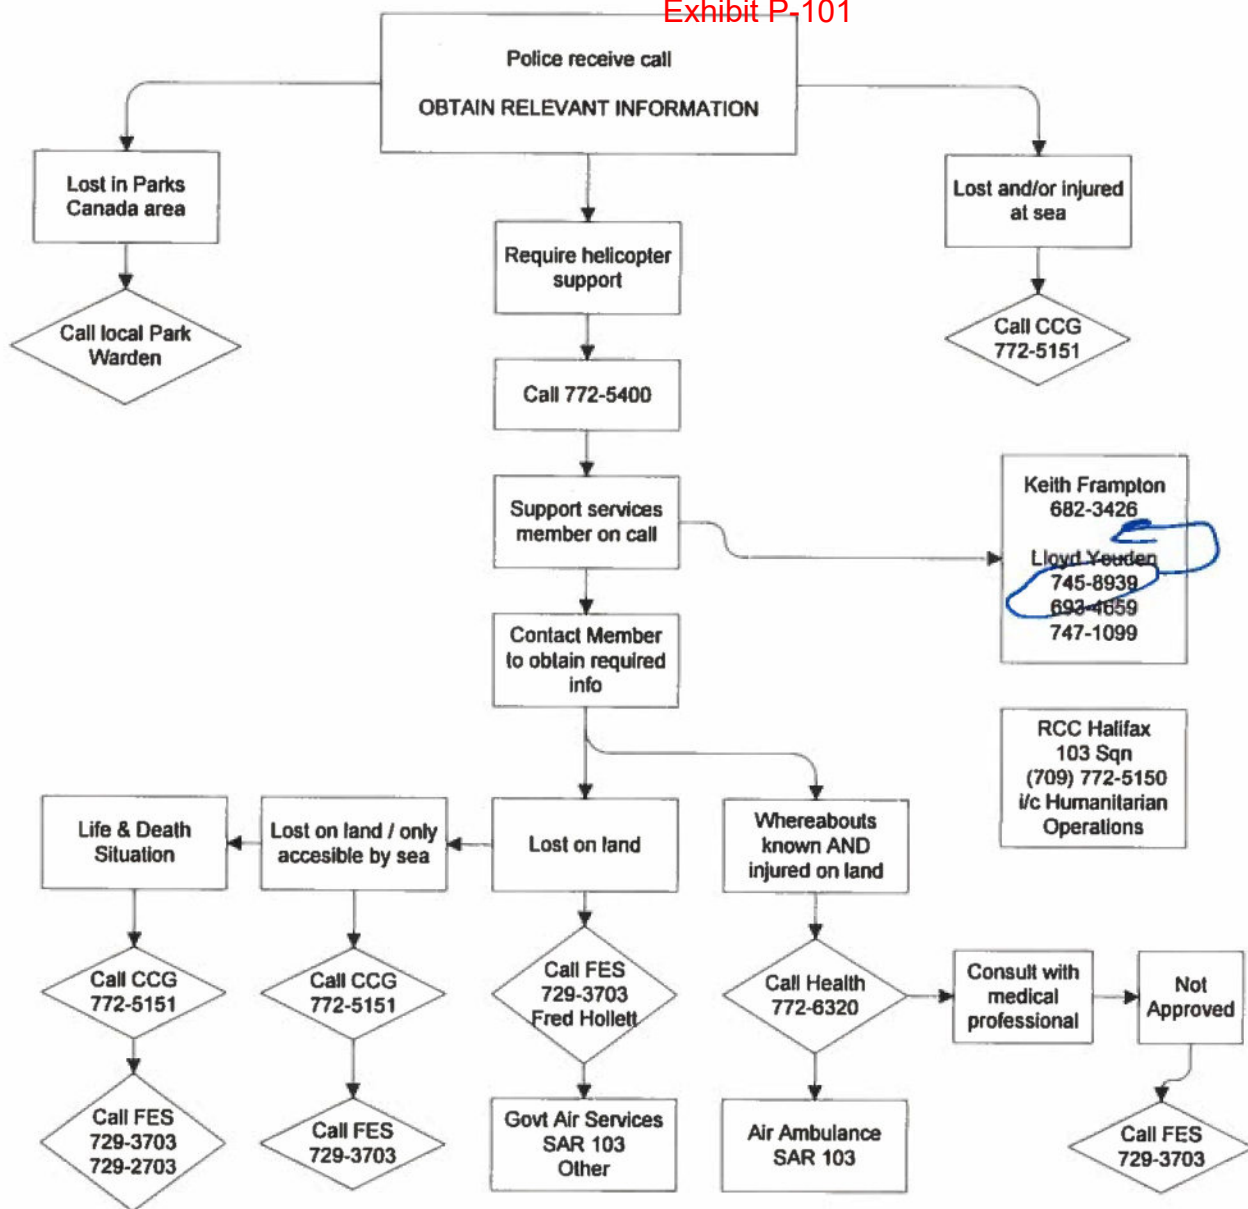 Exhibit P-101
Police receive call
OBTAIN RELEVANT INFORMATION
Lost in Parks
Canada area
Lost and/or injured
at sea
Require helicopter
support
Call local Park
Warden
Call CCG
772-5151
Call 772-5400
Support services
member on call
Keith Frampton
682-3426
Lloyd Youden
745-8939
693-4659
747-1099
Contact Member
to obtain required
info
RCC Halifax
103 Sqn
(709) 772-5150
i/c Humanitarian
Operations
Life & Death
Situation
Lost on land / only
accesible by sea
Lost on land
Whereabouts
known AND
injured on land
Call CCG
772-5151
Call CCG
772-5151
Call FES
729-3703
Fred Hollett
Call Health
772-6320
Consult with
medical
professional
Not
Approved
Call FES
729-3703
729-2703
Call FES
729-3703
Govt Air Services
SAR 103
Other
Air Ambulance
SAR 103
Call FES
729-3703